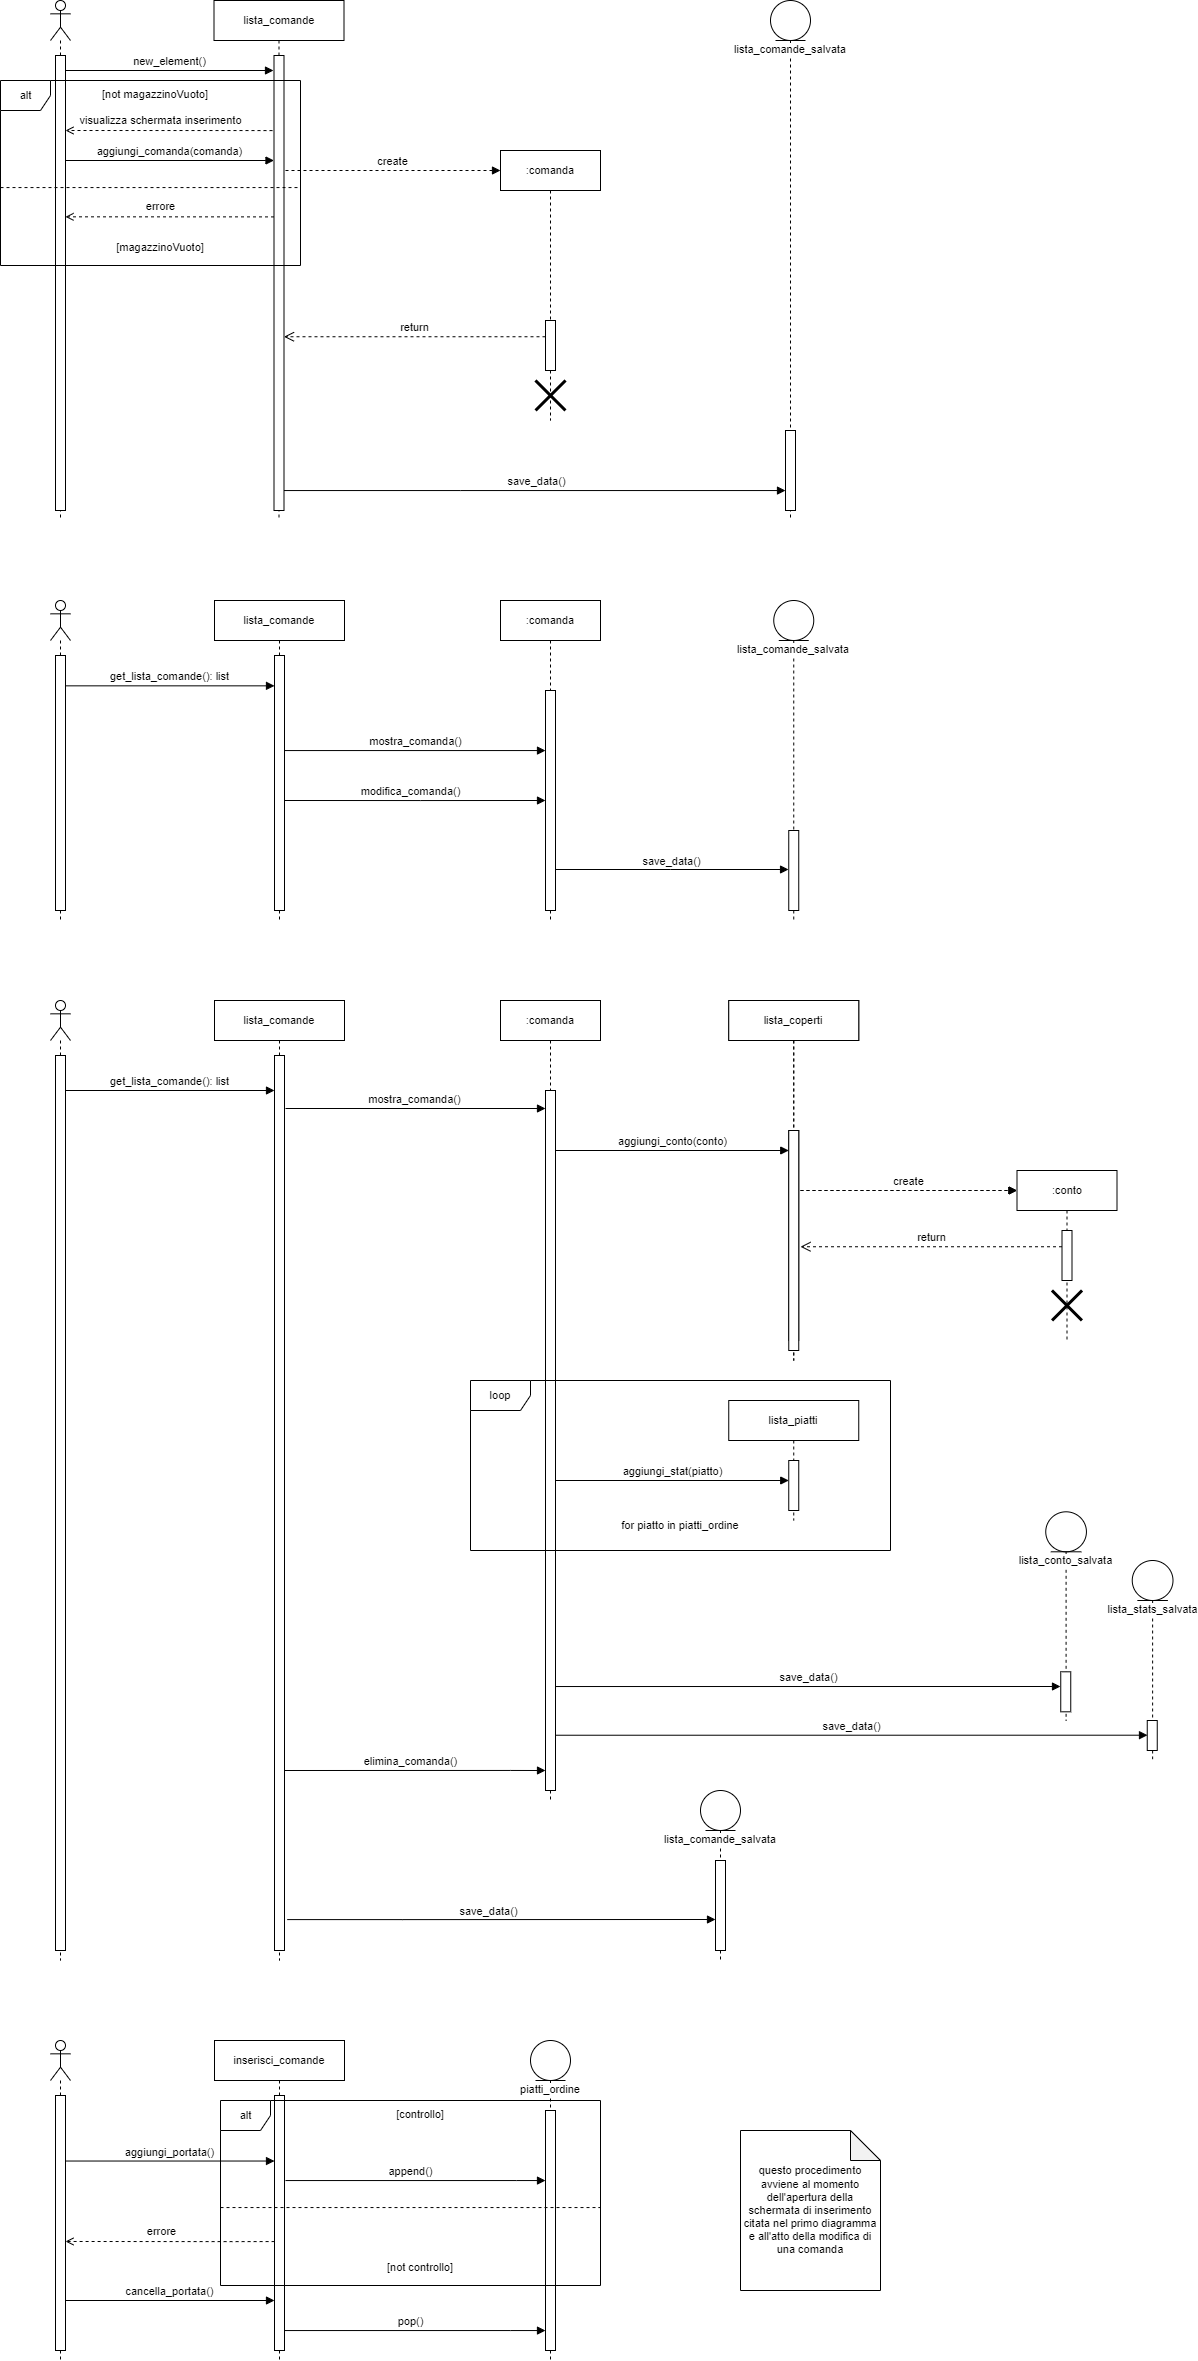 lista_comande
lista_comande_salvata
new_element()
alt
[not magazzinoVuoto]
visualizza schermata inserimento
aggiungi_comanda(comanda)
create
:comanda
errore
[magazzinoVuoto]
return
save_data()
lista_comande
:comanda
lista_comande_salvata
get_lista_comande(): list
mostra_comanda()
modifica_comanda()
save_data()
lista_comande
:comanda
lista_coperti
get_lista_comande(): list
mostra_comanda()
aggiungi_conto(conto)
create
:conto
return
loop
lista_piatti
aggiungi_stat(piatto)
for piatto in piatti_ordine
lista_conto_salvata
lista_stats_salvata
save_data()
save_data()
elimina_comanda()
lista_comande_salvata
save_data()
inserisci_comande
piatti_ordine
alt
[controllo]
aggiungi_portata()
append()
errore
[not controllo]
cancella_portata()
pop()
questo procedimento
avviene al momento
dell'apertura della
schermata di inserimento
citata nel primo diagramma
e all'atto della modifica di
una comanda